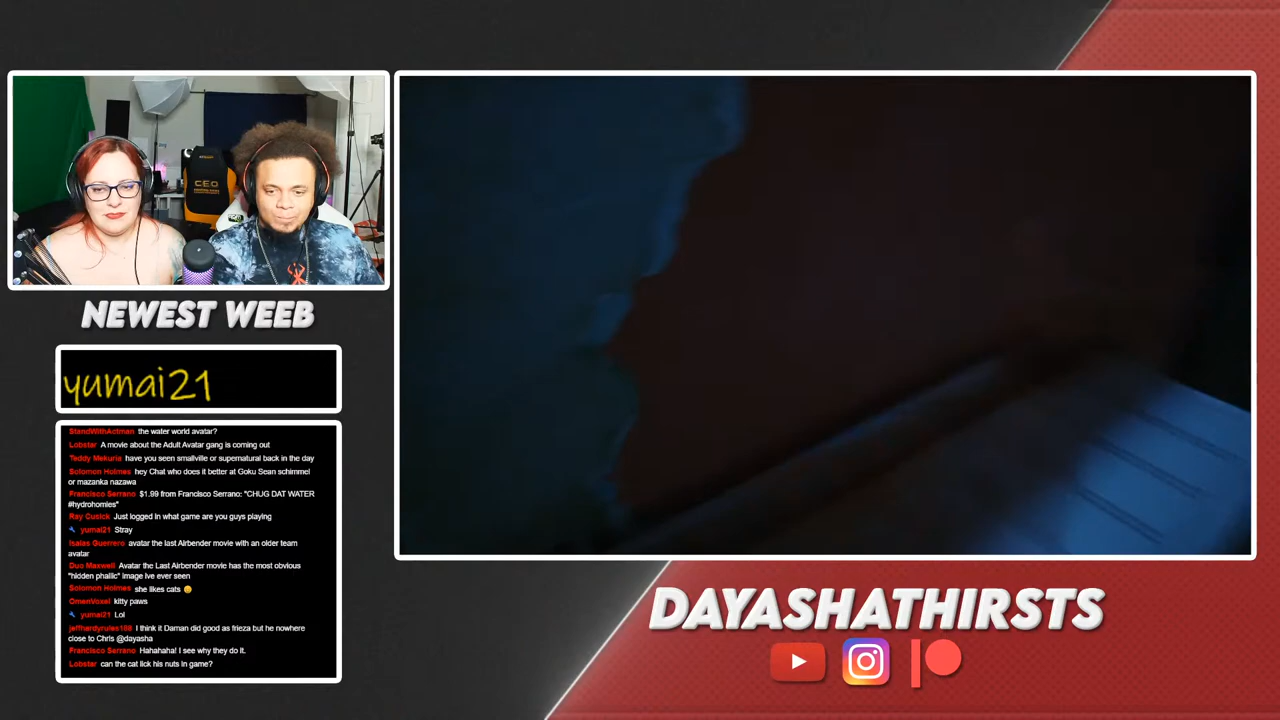 CEO
NEWEST WEEB
yumai21
StandWithActman the water world avatar?
Lobstar A movie about the Adult Avatar gang is coming out
Teddy Mekuria have you seen smallville or supernatural back in the day
Solomon Holmes hey Chat who does it better at Goku Sean schimmel
or mazanka nazawa
Francisco Serrano $1.99 from Francisco Serrano: "CHUG DAT WATER
#hydrohomies"
Ray Cusick Just logged in what game are you guys playing
yumai21 Stray
Isaias Guerrero avatar the last Airbender movie with an older team
avatar
Duo Maxwell Avatar the Last Airbender movie has the most obvious
"hidden phallic" image Ive ever seen
Solomon Holmes she likes cats
OmenVoxel kitty paws
yumai21 Lol
jeffhardyrules169 I think it Daman did good as frieza but he nowhere
close to Chris @dayasha
Francisco Serrano Hahahaha! I see why they do it.
Lobstar can the cat lick his nuts in game?
DAYASHATHIRSTS